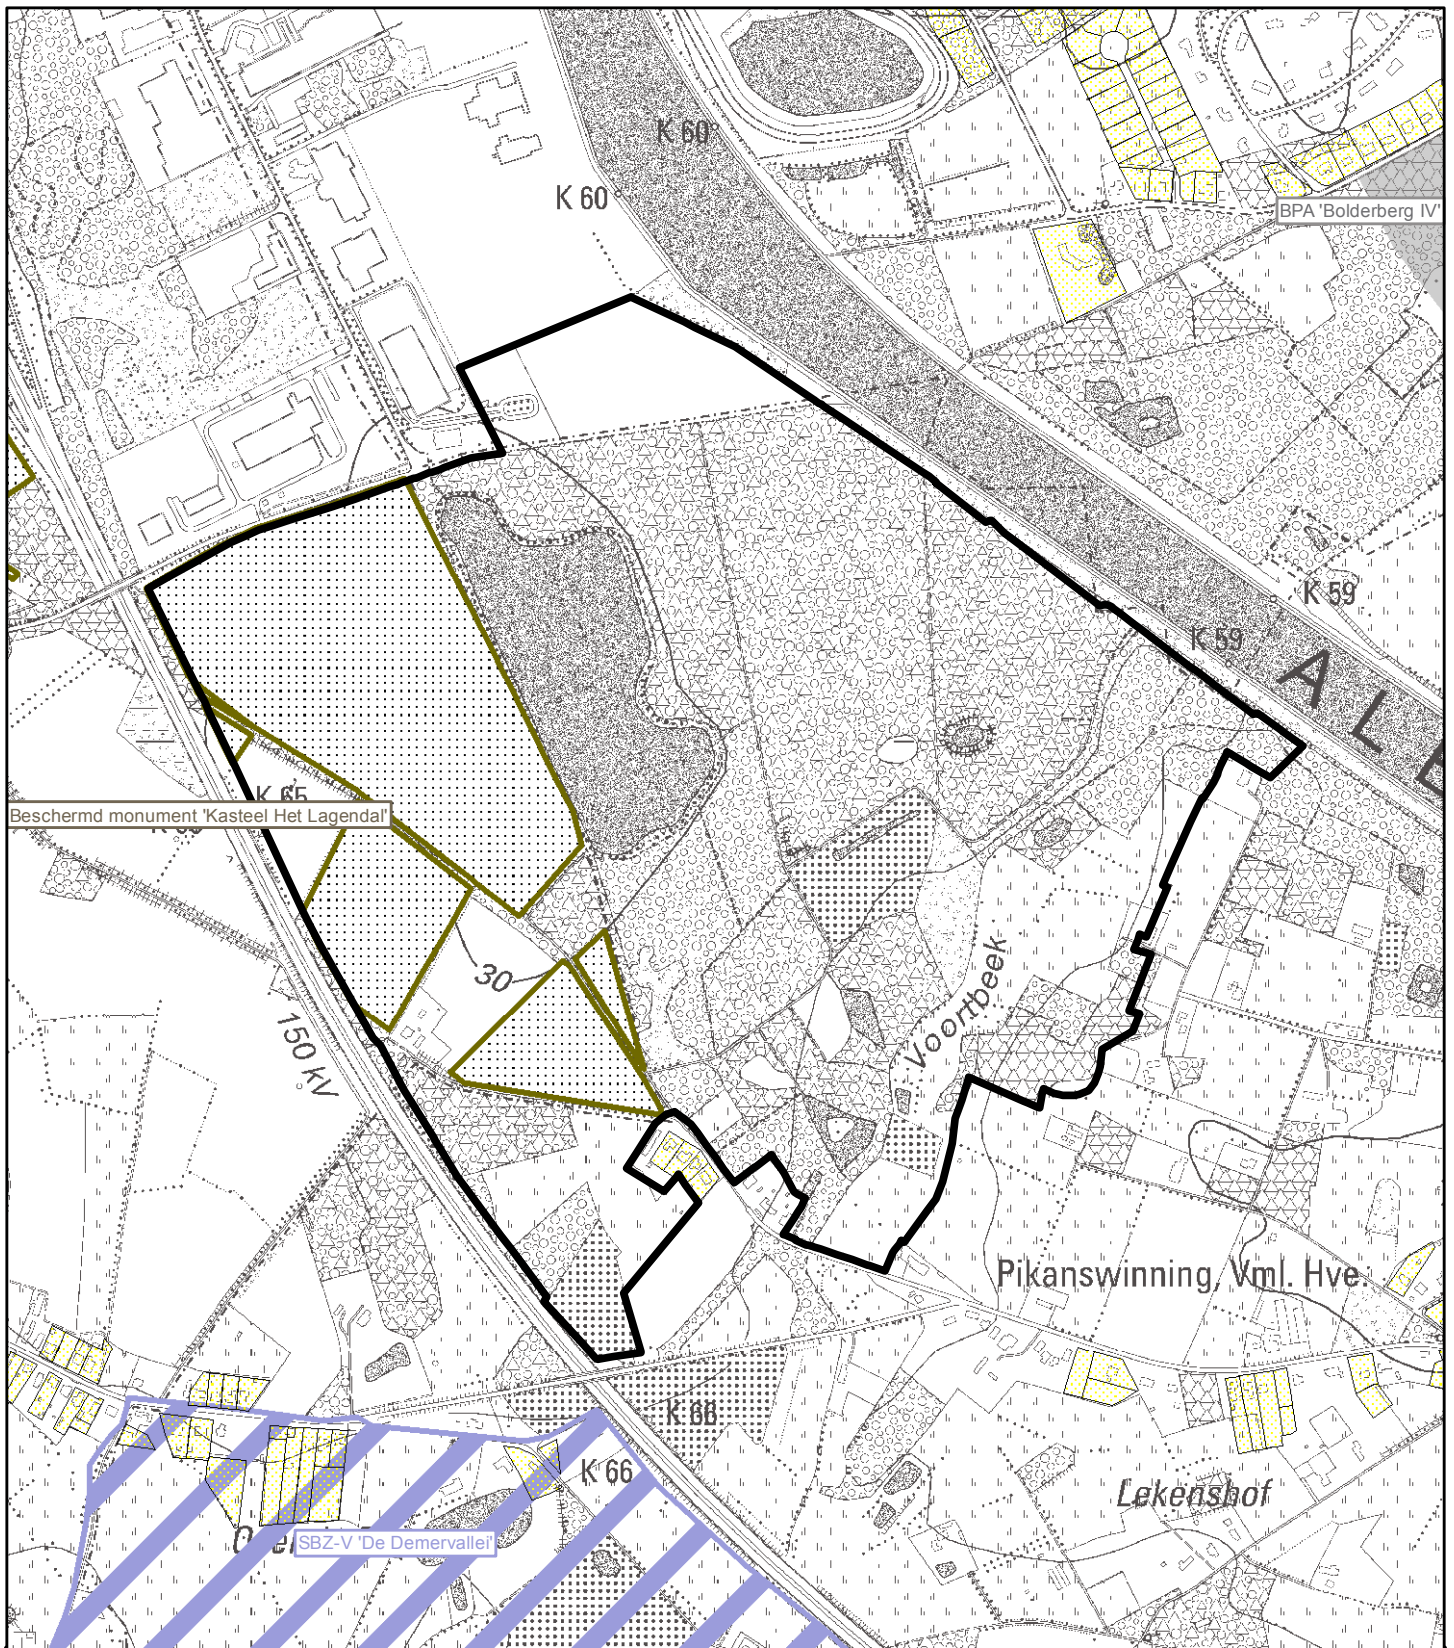 K 60
K 60
BPA 'Bolderberg IV'
K 59
K 59
ALE
K 65
Beschermd monument 'Kasteel Het Lagendal'
30
150 kV
Voortbeek
Pikanswinning, Vml. Hve
K 66
K 66
Lekenshof
SBZ-V 'De Demervallei'